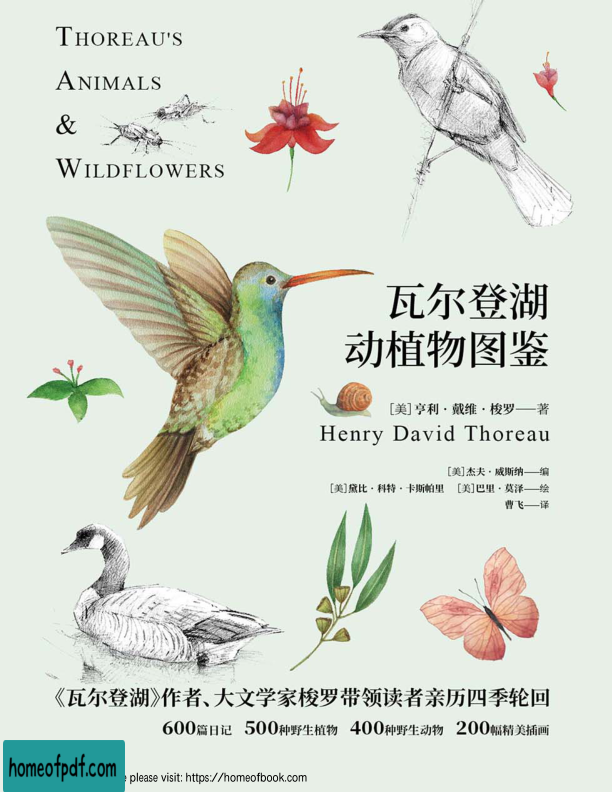 THOREAU'S
ANIMALS
&
WILDFLOWERS
瓦尔登湖
动植物图鉴
[美]亨利·戴维·梭罗——著
Henry David Thoreau
[美]杰夫·威斯纳——编
[美]黛比·科特·卡斯帕里 [美]巴里·莫泽——绘
曹飞——译
《瓦尔登湖》作者、大文学家梭罗带领读者亲历四季轮回
600篇日记 500种野生植物 400种野生动物 200幅精美插画
homeofpdf.com
please visit: https://homeofbook.com